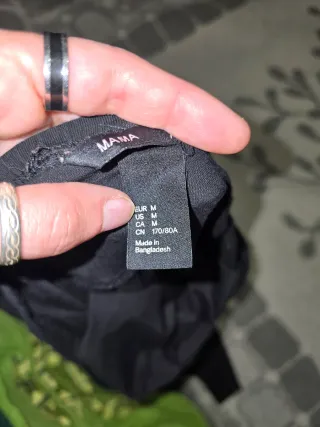 MAMA
EUR M
US M
CA M
CN 170/80A
Made in
Bangladesh